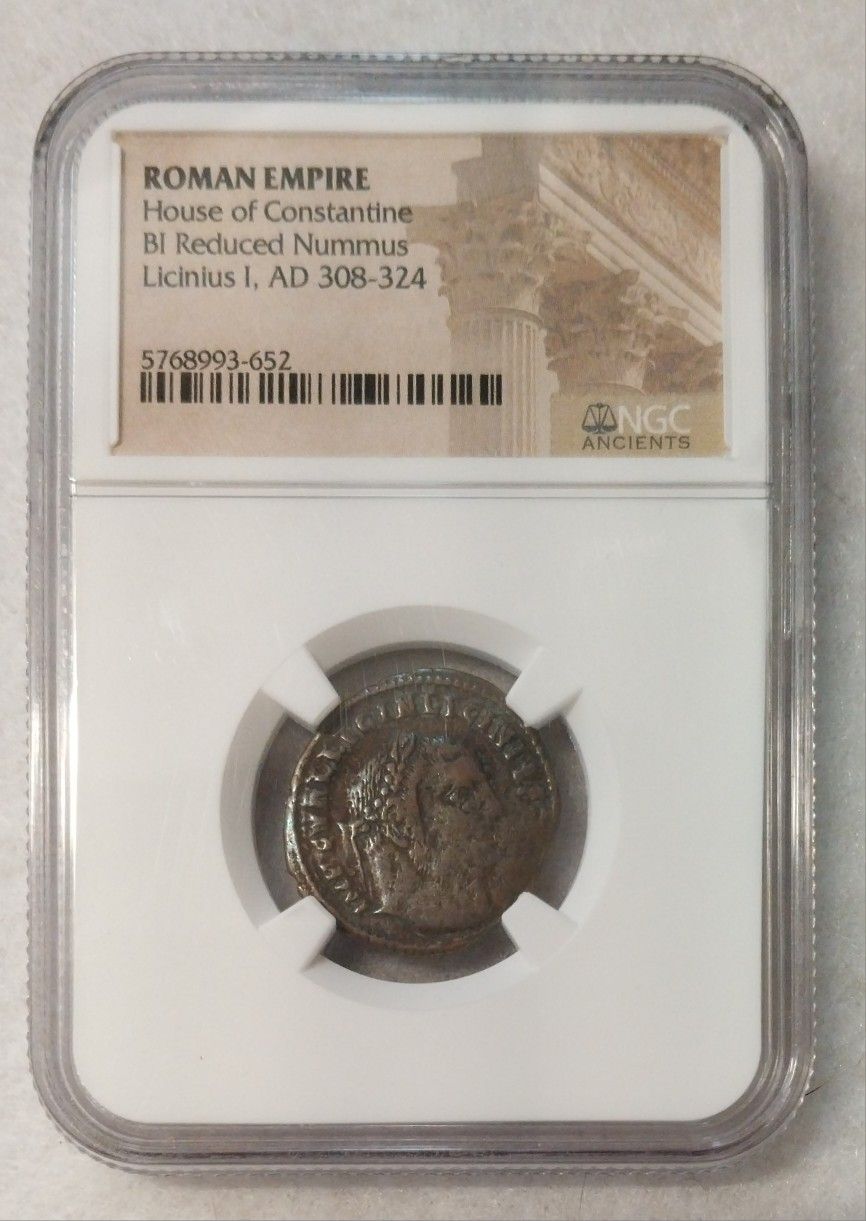 ROMAN EMPIRE
House of Constantine
BI Reduced Nummus
Licinius I, AD 308-324
5768993-652
NGC
ANCIENTS